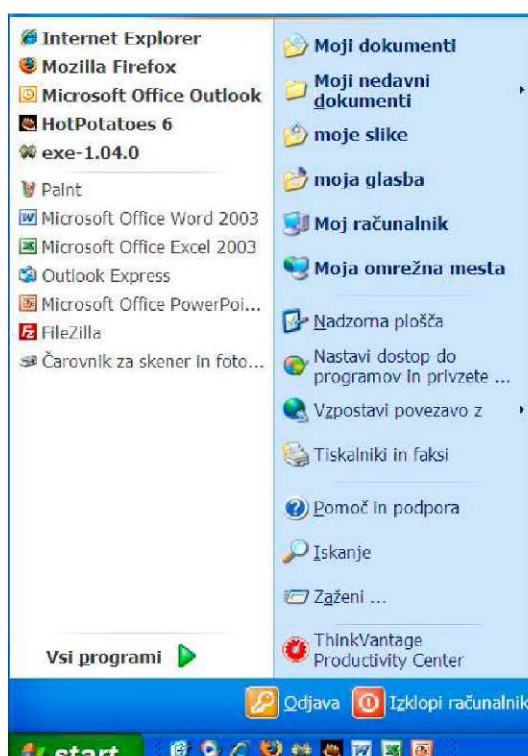 Internet Explorer
Mozilla Firefox
Microsoft Office Outlook
HotPotatoes 6
exe-1.04.0
Paint
Microsoft Office Word 2003
Microsoft Office Excel 2003
Outlook Express
Microsoft Office PowerPoi...
FileZilla
Čarovnik za skener in foto...
Vsi programi
Moji dokumenti
Moji nedavni
dokumenti
moje slike
moja glasba
Moj računalnik
Moja omrežna mesta
Nadzorna plošča
Nastavi dostop do
programov in privzete ...
Vzpostavi povezavo z
Tiskalniki in faksi
Pomoč in podpora
Iskanje
Zaženi ...
ThinkVantage
Productivity Center
Odjava
Izklopi računalnik
start